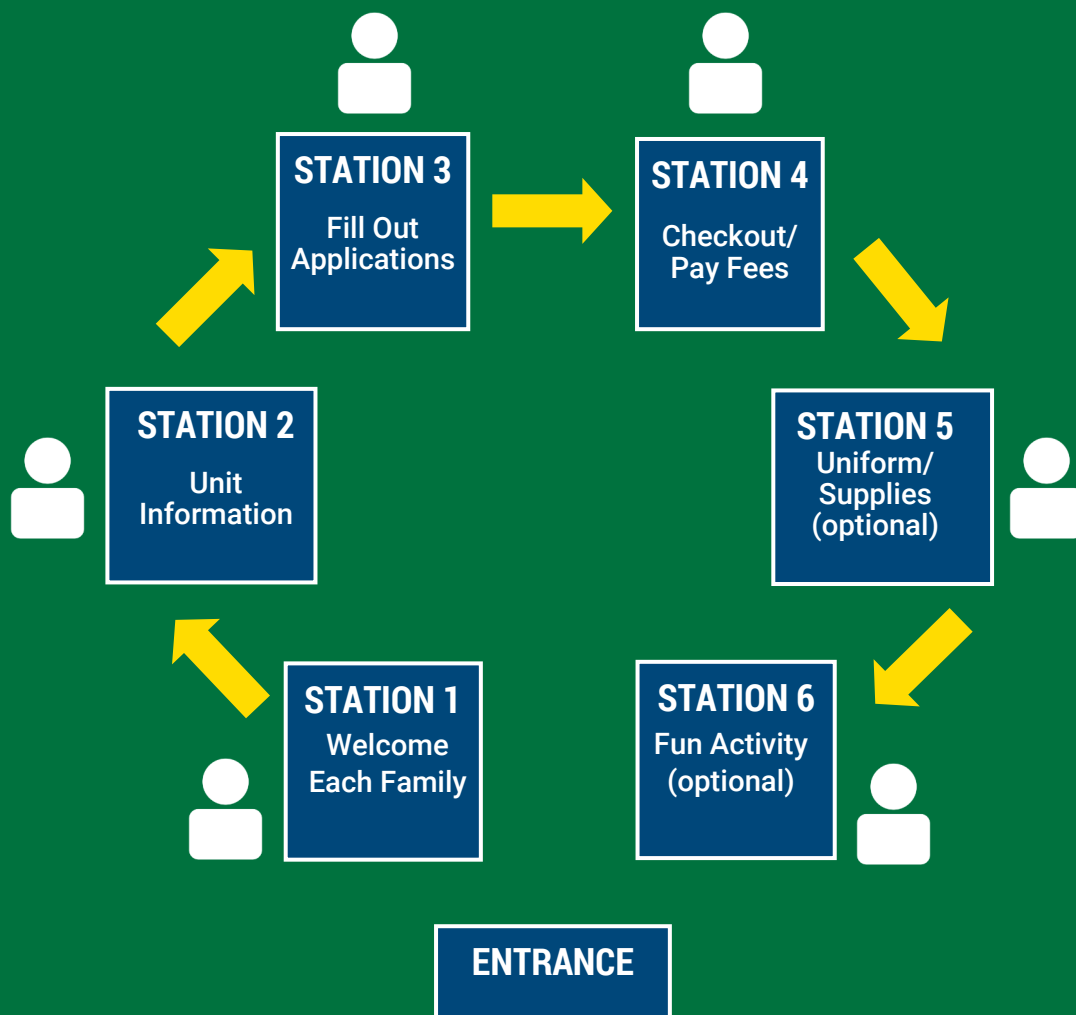 STATION 3
Fill Out
Applications
STATION 4
Checkout/
Pay Fees
STATION 2
Unit
Information
STATION 5
Uniform/
Supplies
(optional)
STATION 1
Welcome
Each Family
STATION 6
Fun Activity
(optional)
ENTRANCE